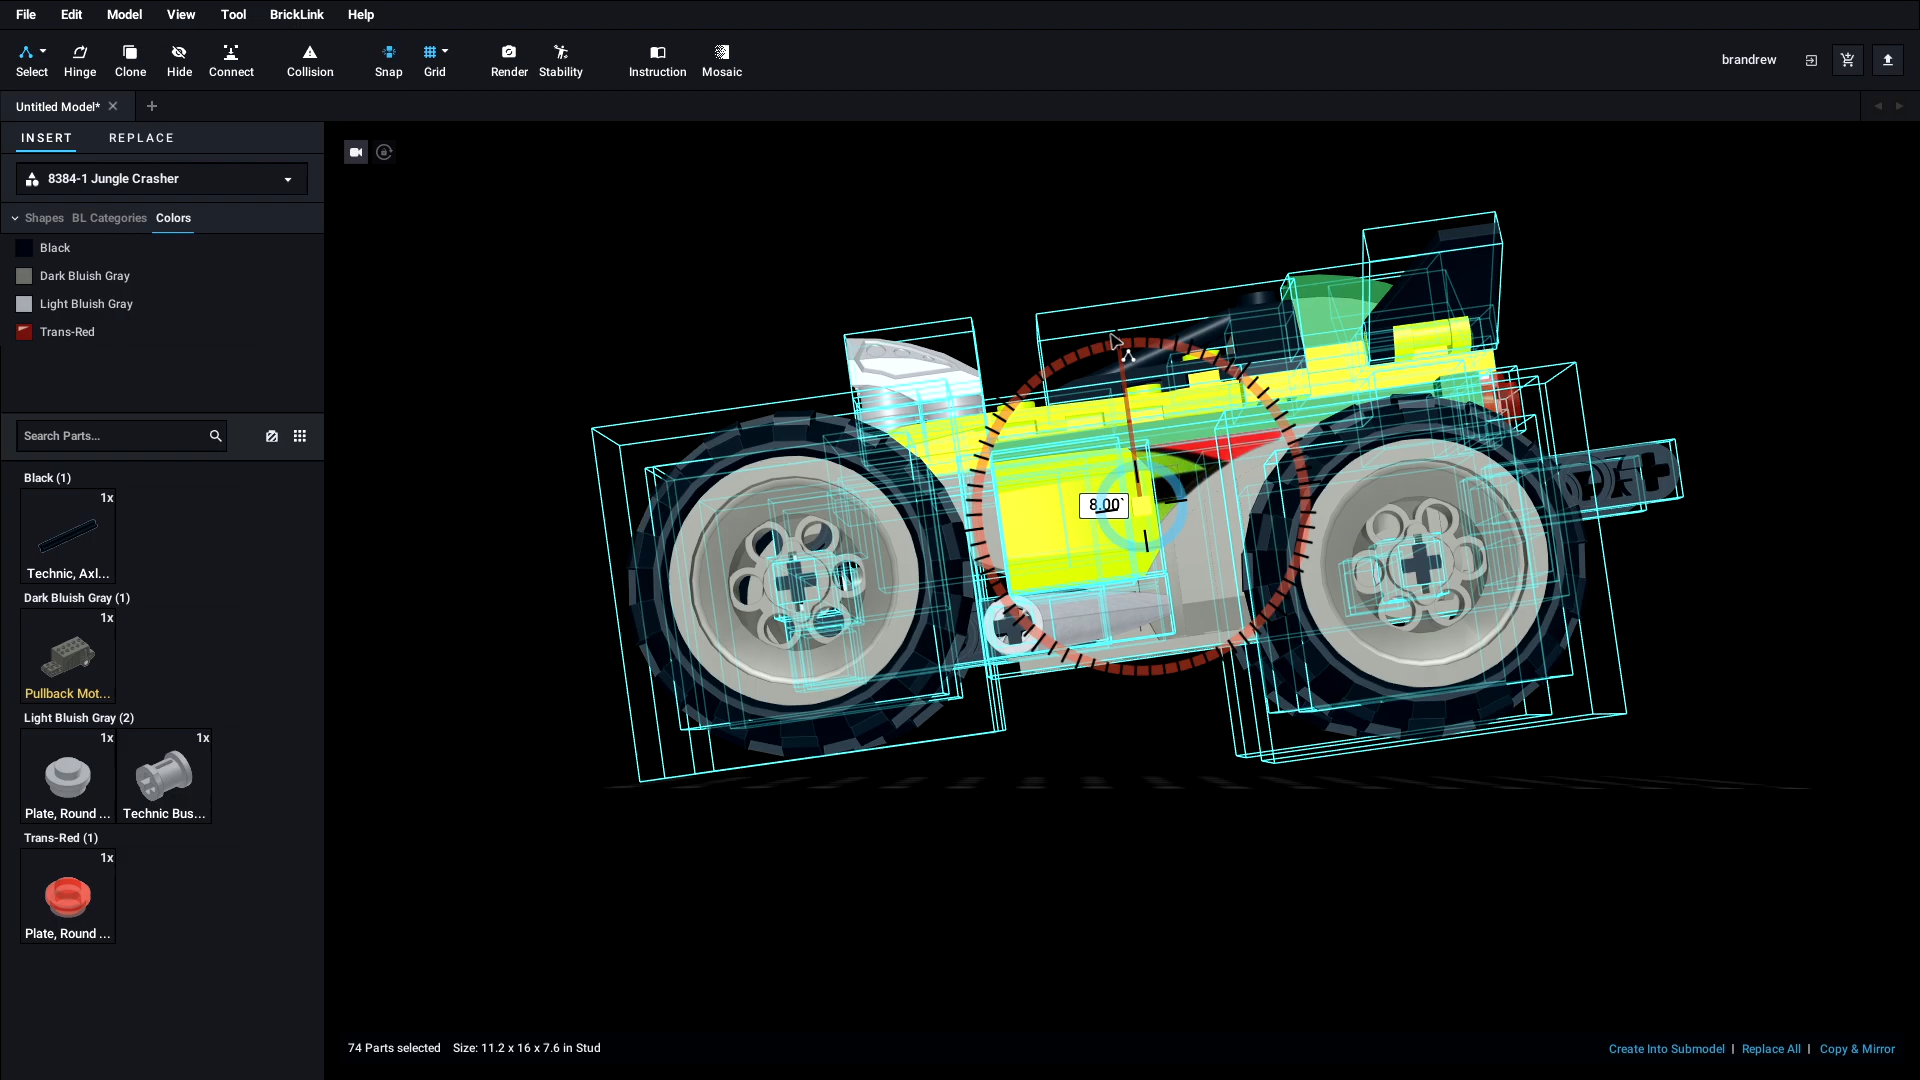 File Edit Model View Tool BrickLink Help
Select Hinge Clone Hide Connect Collision Snap Grid Render Stability Instruction Mosaic
brandrew
Untitled Model*
INSERT REPLACE
8384-1 Jungle Crasher
Shapes BL Categories Colors
Black
Dark Bluish Gray
Light Bluish Gray
Trans-Red
Search Parts...
Black (1)
1x
Technic, Axl...
Dark Bluish Gray (1)
1x
Pullback Mot...
Light Bluish Gray (2)
1x 1x
Plate, Round ... Technic Bus...
Trans-Red (1)
1x
Plate, Round ...
8.00`
74 Parts selected Size: 11.2 x 16 x 7.6 in Stud
Create Into Submodel | Replace All | Copy & Mirror